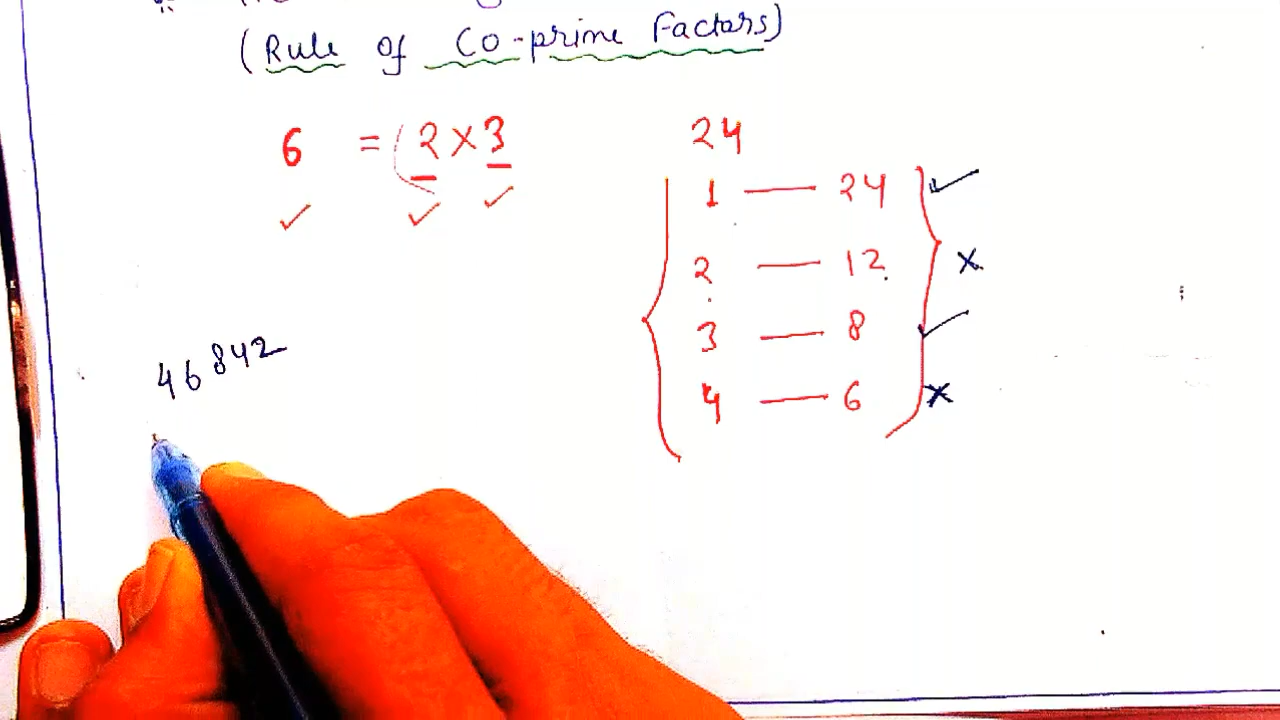 (Rule of Co-prime Factors)
6 = 2 × 3
24
1 — 24
2 — 12
3 — 8
4 — 6
46842